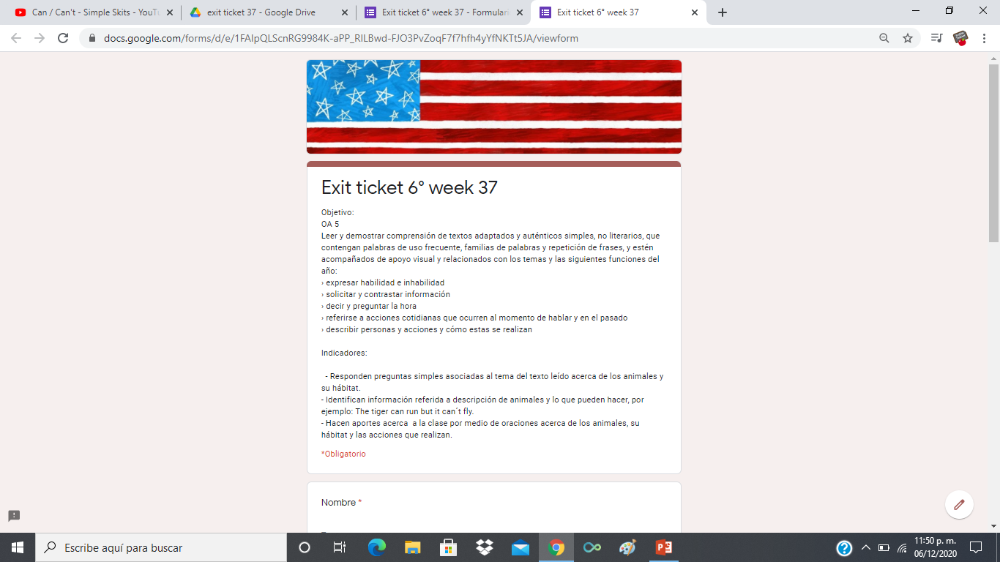 Can / Can't - Simple Skits - YouTu
exit ticket 37 - Google Drive
Exit ticket 6° week 37 - Formulari
Exit ticket 6° week 37
docs.google.com/forms/d/e/1FAIpQLScnRG9984K-aPP_RILBwd-FJO3PvZoqF7f7hfh4yYfNKTt5JA/viewform
Exit ticket 6° week 37
Objetivo:
OA 5
Leer y demostrar comprensión de textos adaptados y auténticos simples, no literarios, que
contengan palabras de uso frecuente, familias de palabras y repetición de frases, y estén
acompañados de apoyo visual y relacionados con los temas y las siguientes funciones del
año:
› expresar habilidad e inhabilidad
› solicitar y contrastar información
› decir y preguntar la hora
› referirse a acciones cotidianas que ocurren al momento de hablar y en el pasado
› describir personas y acciones y cómo estas se realizan
Indicadores:
- Responden preguntas simples asociadas al tema del texto leído acerca de los animales y
su hábitat.
- Identifican información referida a descripción de animales y lo que pueden hacer, por
ejemplo: The tiger can run but it can´t fly.
- Hacen aportes acerca  a la clase por medio de oraciones acerca de los animales, su
hábitat y las acciones que realizan.
*Obligatorio
Nombre *
Escribe aquí para buscar
11:50 p. m.
06/12/2020